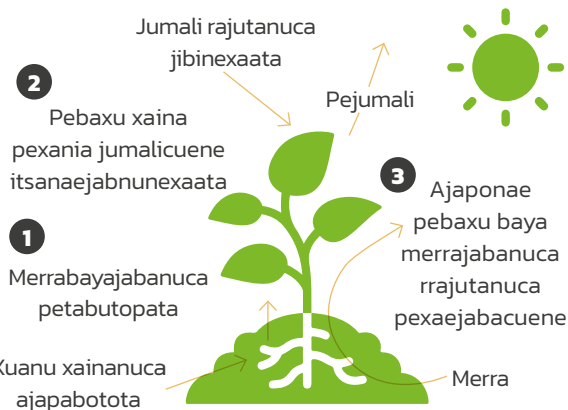 Jumali rajutanuca
jibinexaata
Pejumali
2
Pebaxu xaina
pexania jumalicuene
itsanaejabnunexaata
3
Ajaponae
pebaxu baya
merrajabanuca
rrajutanuca
pexaejabacuene
1
Merrabayajabanuca
petabutopata
xainanuca
ajapabotota
Merra